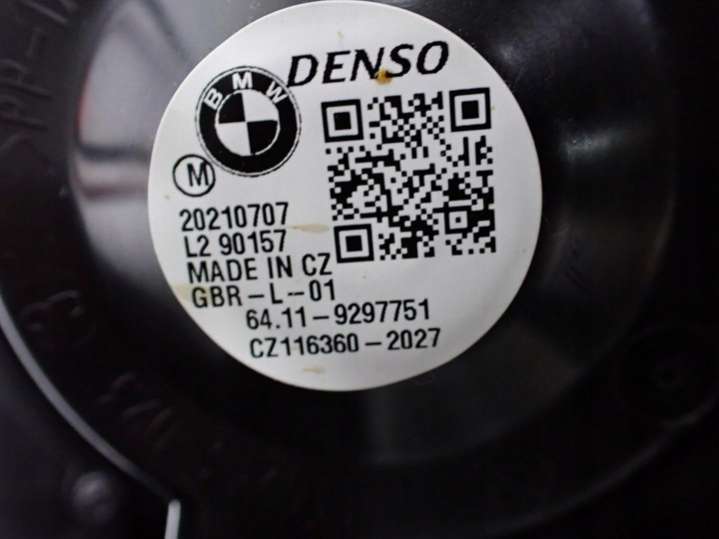 DENSO
BMW
M
20210707
L2 90157
MADE IN CZ
GBR-L-01
64.11-9297751
CZ116360-2027